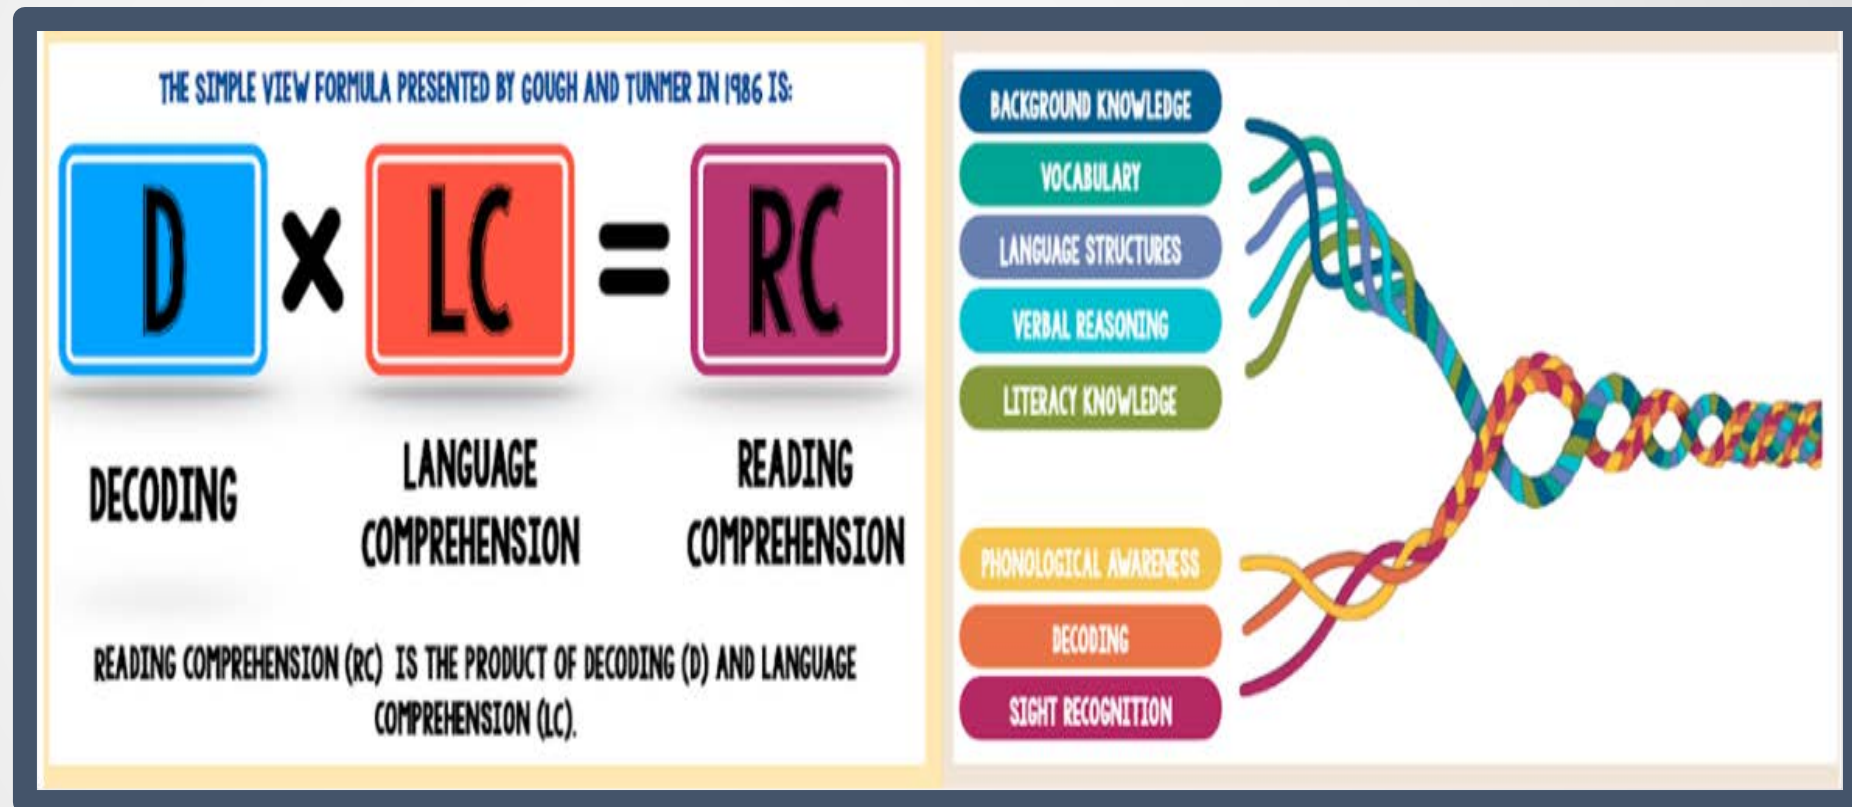 THE SIMPLE VIEW FORMULA PRESENTED BY GOUGH AND TUNMER IN 1986 IS:
D × LC = RC
DECODING
LANGUAGE
COMPREHENSION
READING
COMPREHENSION
READING COMPREHENSION (RC) IS THE PRODUCT OF DECODING (D) AND LANGUAGE
COMPREHENSION (LC).
BACKGROUND KNOWLEDGE
VOCABULARY
LANGUAGE STRUCTURES
VERBAL REASONING
LITERACY KNOWLEDGE
PHONOLOGICAL AWARENESS
DECODING
SIGHT RECOGNITION